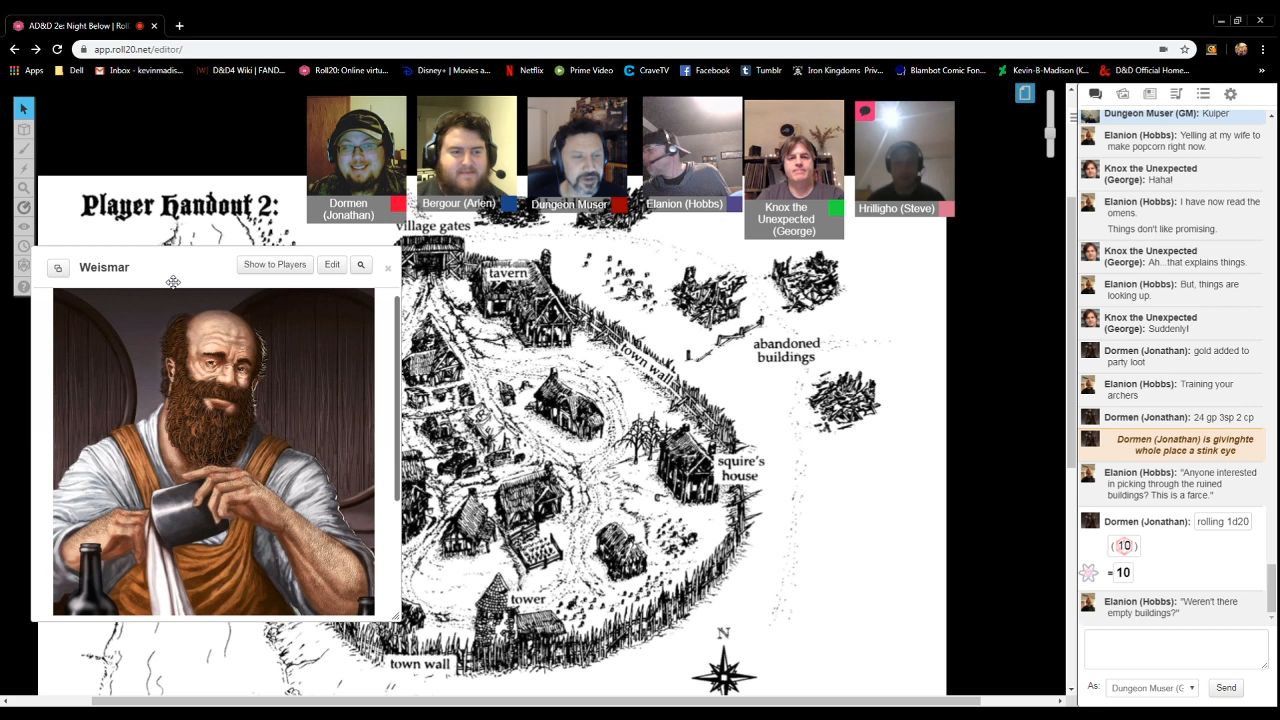 AD&D 2e: Night Below | Roll
app.roll20.net/editor/
Apps
Dell
Inbox - kevinmadis...
D&D4 Wiki | FAND...
Roll20: Online virtu...
Disney+ | Movies a...
Netflix
Prime Video
CraveTV
Facebook
Tumblr
Iron Kingdoms Priv...
Blambot Comic Fon...
Kevin-B-Madison (K...
D&D Official Home...
Dormen
(Jonathan)
Bergour (Arlen)
Dungeon Muser
Elanion (Hobbs)
Knox the
Unexpected
(George)
Hrilligho (Steve)
Player Handout 2:
village gates
Weismar
Show to Players
Edit
tavern
abandoned
buildings
town wall
squire's
house
tower
town wall
N
Dungeon Muser (GM): Kuiper
Elanion (Hobbs): Yelling at my wife to
make popcorn right now.
Knox the Unexpected
(George): Haha!
Elanion (Hobbs): I have now read the
omens.
Things don't like promising.
Knox the Unexpected
(George): Ah...that explains things.
Elanion (Hobbs): But, things are
looking up.
Knox the Unexpected
(George): Suddenly!
Dormen (Jonathan): gold added to
party loot
Elanion (Hobbs): Training your
archers
Dormen (Jonathan): 24 gp 3sp 2 cp
Dormen (Jonathan) is givinghte
whole place a stink eye
Elanion (Hobbs): "Anyone interested
in picking through the ruined
buildings? This is a farce."
Dormen (Jonathan): rolling 1d20
(10)
= 10
Elanion (Hobbs): "Weren't there
empty buildings?"
As:
Dungeon Muser (G
Send